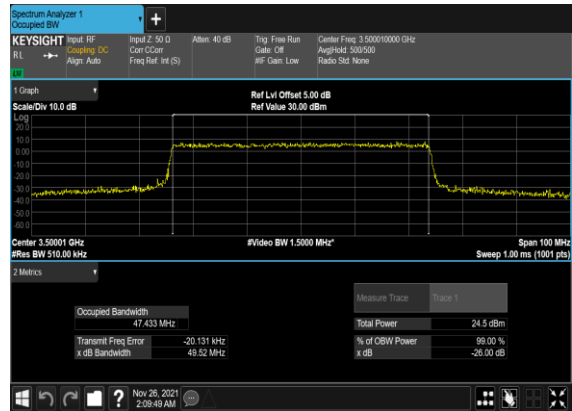 Spectrum Analyzer 1
Occupied BW
+
KEYSIGHT Input: RF Input Z: 50 Ω Atten: 40 dB Trig: Free Run Center Freq: 3.500010000 GHz
RL Coupling: DC Corr CCorr Gate: Off Avg|Hold: 500/500
Align: Auto Freq Ref: Int (S) #IF Gain: Low Radio Std: None
1 Graph Ref Lvl Offset 5.00 dB
Scale/Div 10.0 dB Ref Value 30.00 dBm
Log
20.0
10.0
0.00
-10.0
-20.0
-30.0
-40.0
-50.0
-60.0
Center 3.50001 GHz #Video BW 1.5000 MHz* Span 100 MHz
#Res BW 510.00 kHz Sweep 1.00 ms (1001 pts)
2 Metrics
Measure Trace Trace 1
Occupied Bandwidth
47.433 MHz Total Power 24.5 dBm
Transmit Freq Error -20.131 kHz % of OBW Power 99.00 %
x dB Bandwidth 49.52 MHz x dB -26.00 dB
? Nov 26, 2021
2:09:49 AM